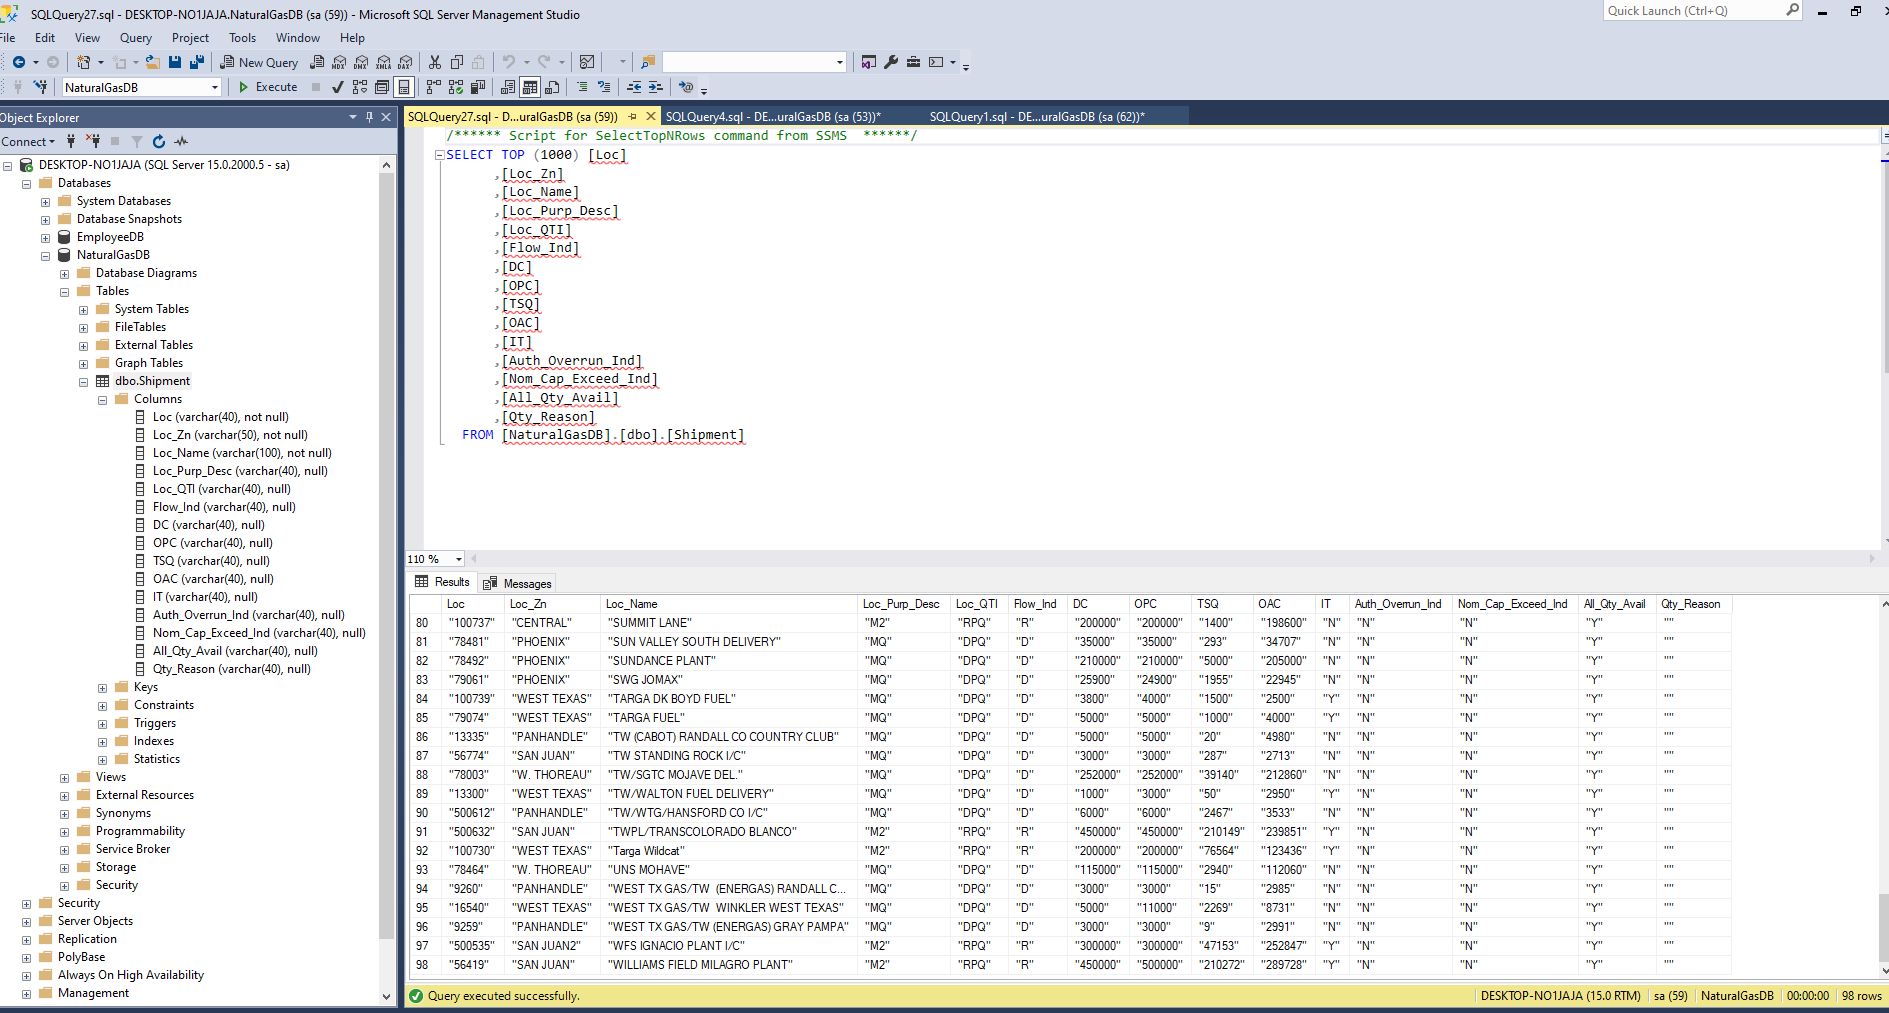 SQLQuery27.sql - DESKTOP-NO1JAJA.NaturalGasDB (sa (59)) - Microsoft SQL Server Management Studio
Quick Launch (Ctrl+Q)
File Edit View Query Project Tools Window Help
New Query MDX DMX XMLA DAX
NaturalGasDB Execute
Object Explorer
Connect
DESKTOP-NO1JAJA (SQL Server 15.0.2000.5 - sa)
Databases
System Databases
Database Snapshots
EmployeeDB
NaturalGasDB
Database Diagrams
Tables
System Tables
FileTables
External Tables
Graph Tables
dbo.Shipment
Columns
Loc (varchar(40), not null)
Loc_Zn (varchar(50), not null)
Loc_Name (varchar(100), not null)
Loc_Purp_Desc (varchar(40), null)
Loc_QTI (varchar(40), null)
Flow_Ind (varchar(40), null)
DC (varchar(40), null)
OPC (varchar(40), null)
TSQ (varchar(40), null)
OAC (varchar(40), null)
IT (varchar(40), null)
Auth_Overrun_Ind (varchar(40), null)
Nom_Cap_Exceed_Ind (varchar(40), null)
All_Qty_Avail (varchar(40), null)
Qty_Reason (varchar(40), null)
Keys
Constraints
Triggers
Indexes
Statistics
Views
External Resources
Synonyms
Programmability
Service Broker
Storage
Security
Security
Server Objects
Replication
PolyBase
Always On High Availability
Management
SQLQuery27.sql - D...uralGasDB (sa (59)) SQLQuery4.sql - DE...uralGasDB (sa (53))* SQLQuery1.sql - DE...uralGasDB (sa (62))*
/****** Script for SelectTopNRows command from SSMS ******/
SELECT TOP (1000) [Loc]
,[Loc_Zn]
,[Loc_Name]
,[Loc_Purp_Desc]
,[Loc_QTI]
,[Flow_Ind]
,[DC]
,[OPC]
,[TSQ]
,[OAC]
,[IT]
,[Auth_Overrun_Ind]
,[Nom_Cap_Exceed_Ind]
,[All_Qty_Avail]
,[Qty_Reason]
FROM [NaturalGasDB].[dbo].[Shipment]
110 %
Results Messages
Loc Loc_Zn Loc_Name Loc_Purp_Desc Loc_QTI Flow_Ind DC OPC TSQ OAC IT Auth_Overrun_Ind Nom_Cap_Exceed_Ind All_Qty_Avail Qty_Reason
80 "100737" "CENTRAL" "SUMMIT LANE" "M2" "RPQ" "R" "200000" "200000" "1400" "198600" "N" "N" "N" "Y" ""
81 "78481" "PHOENIX" "SUN VALLEY SOUTH DELIVERY" "MQ" "DPQ" "D" "35000" "35000" "293" "34707" "N" "N" "N" "Y" ""
82 "78492" "PHOENIX" "SUNDANCE PLANT" "MQ" "DPQ" "D" "210000" "210000" "5000" "205000" "N" "N" "N" "Y" ""
83 "79061" "PHOENIX" "SWG JOMAX" "MQ" "DPQ" "D" "25900" "24900" "1955" "22945" "N" "N" "N" "Y" ""
84 "100739" "WEST TEXAS" "TARGA DK BOYD FUEL" "MQ" "DPQ" "D" "3800" "4000" "1500" "2500" "Y" "N" "N" "Y" ""
85 "79074" "WEST TEXAS" "TARGA FUEL" "MQ" "DPQ" "D" "5000" "5000" "1000" "4000" "Y" "N" "N" "Y" ""
86 "13335" "PANHANDLE" "TW (CABOT) RANDALL CO COUNTRY CLUB" "MQ" "DPQ" "D" "5000" "5000" "20" "4980" "N" "N" "N" "Y" ""
87 "56774" "SAN JUAN" "TW STANDING ROCK I/C" "MQ" "DPQ" "D" "3000" "3000" "287" "2713" "N" "N" "N" "Y" ""
88 "78003" "W. THOREAU" "TW/SGTC MOJAVE DEL." "MQ" "DPQ" "D" "252000" "252000" "39140" "212860" "N" "N" "N" "Y" ""
89 "13300" "WEST TEXAS" "TW/WALTON FUEL DELIVERY" "MQ" "DPQ" "D" "1000" "3000" "50" "2950" "Y" "N" "N" "Y" ""
90 "500612" "PANHANDLE" "TW/WTG/HANSFORD CO I/C" "MQ" "DPQ" "D" "6000" "6000" "2467" "3533" "N" "N" "N" "Y" ""
91 "500632" "SAN JUAN" "TWPL/TRANSCOLORADO BLANCO" "M2" "RPQ" "R" "450000" "450000" "210149" "239851" "Y" "N" "N" "Y" ""
92 "100730" "WEST TEXAS" "Targa Wildcat" "M2" "RPQ" "R" "200000" "200000" "76564" "123436" "Y" "N" "N" "Y" ""
93 "78464" "W. THOREAU" "UNS MOHAVE" "MQ" "DPQ" "D" "115000" "115000" "2940" "112060" "N" "N" "N" "Y" ""
94 "9260" "PANHANDLE" "WEST TX GAS/TW (ENERGAS) RANDALL C... "MQ" "DPQ" "D" "3000" "3000" "15" "2985" "N" "N" "N" "Y" ""
95 "16540" "WEST TEXAS" "WEST TX GAS/TW WINKLER WEST TEXAS" "MQ" "DPQ" "D" "5000" "11000" "2269" "8731" "N" "N" "N" "Y" ""
96 "9259" "PANHANDLE" "WEST TX GAS/TW (ENERGAS) GRAY PAMPA" "MQ" "DPQ" "D" "3000" "3000" "9" "2991" "N" "N" "N" "Y" ""
97 "500535" "SAN JUAN2" "WFS IGNACIO PLANT I/C" "M2" "RPQ" "R" "300000" "300000" "47153" "252847" "Y" "N" "N" "Y" ""
98 "56419" "SAN JUAN" "WILLIAMS FIELD MILAGRO PLANT" "M2" "RPQ" "R" "450000" "500000" "210272" "289728" "Y" "N" "N" "Y" ""
Query executed successfully. DESKTOP-NO1JAJA (15.0 RTM) sa (59) NaturalGasDB 00:00:00 98 rows